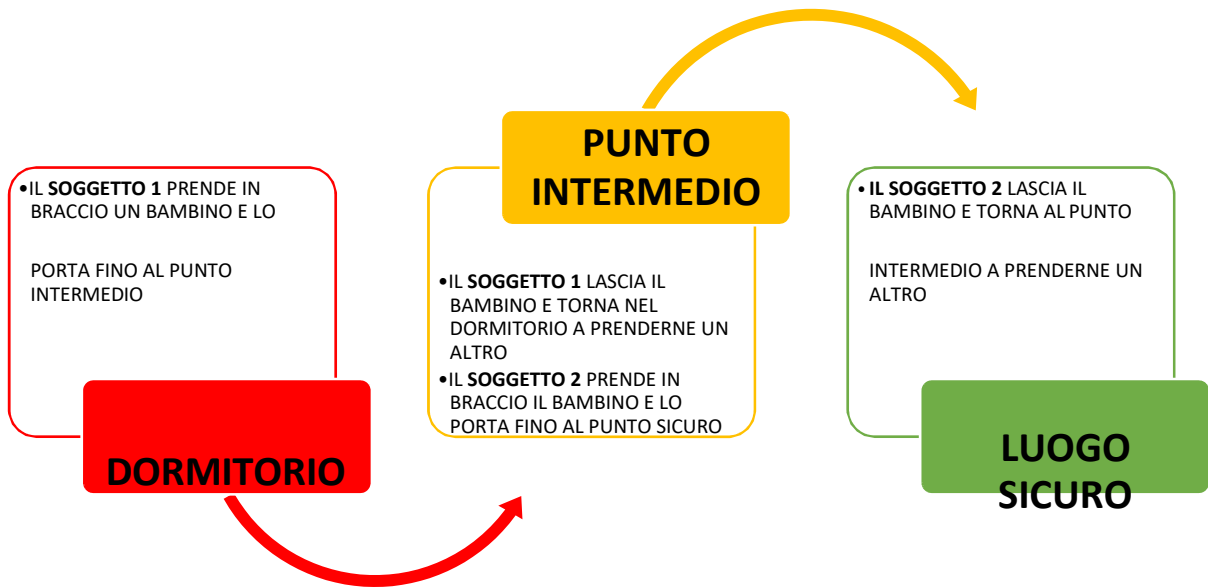 •IL SOGGETTO 1 PRENDE IN
BRACCIO UN BAMBINO E LO
PORTA FINO AL PUNTO
INTERMEDIO
DORMITORIO
PUNTO
INTERMEDIO
•IL SOGGETTO 1 LASCIA IL
BAMBINO E TORNA NEL
DORMITORIO A PRENDERNE UN
ALTRO
•IL SOGGETTO 2 PRENDE IN
BRACCIO IL BAMBINO E LO
PORTA FINO AL PUNTO SICURO
• IL SOGGETTO 2 LASCIA IL
BAMBINO E TORNA AL PUNTO
INTERMEDIO A PRENDERNE UN
ALTRO
LUOGO
SICURO